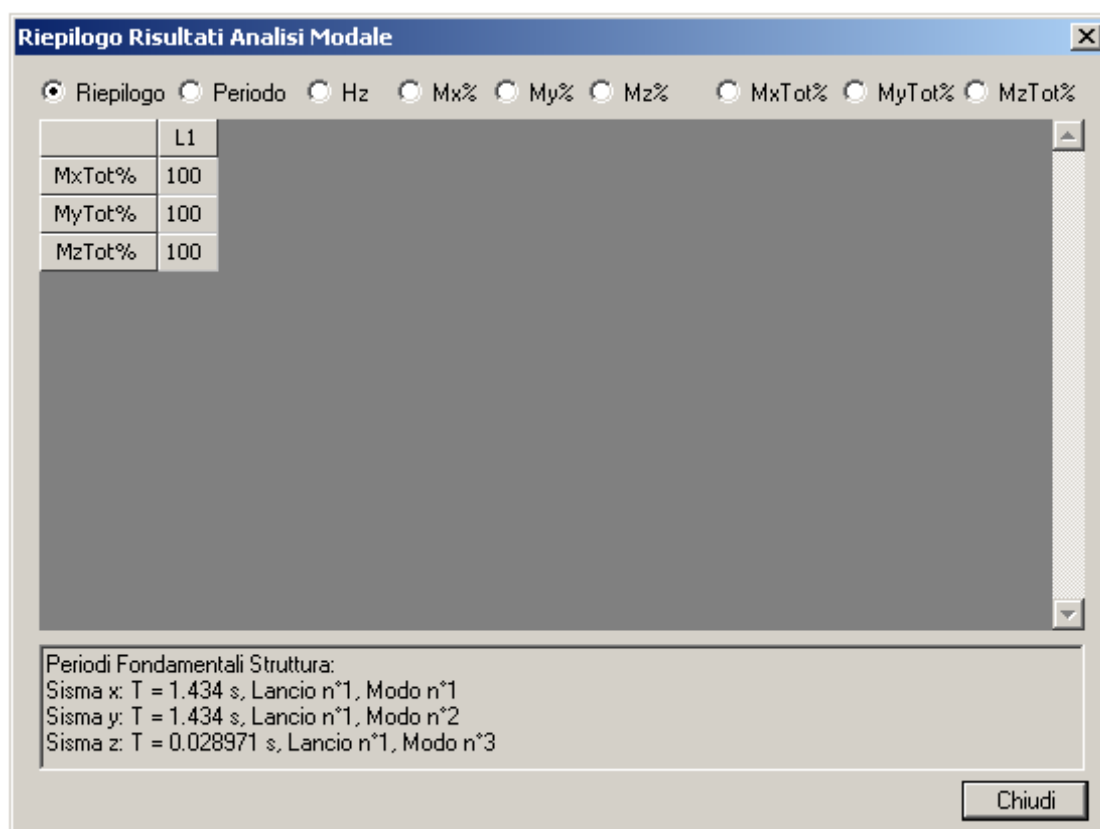 Riepilogo Risultati Analisi Modale
Riepilogo Periodo Hz Mx% My% Mz% MxTot% MyTot% MzTot%
L1
MxTot% 100
MyTot% 100
MzTot% 100
Periodi Fondamentali Struttura:
Sisma x: T = 1.434 s, Lancio n°1, Modo n°1
Sisma y: T = 1.434 s, Lancio n°1, Modo n°2
Sisma z: T = 0.028971 s, Lancio n°1, Modo n°3
Chiudi